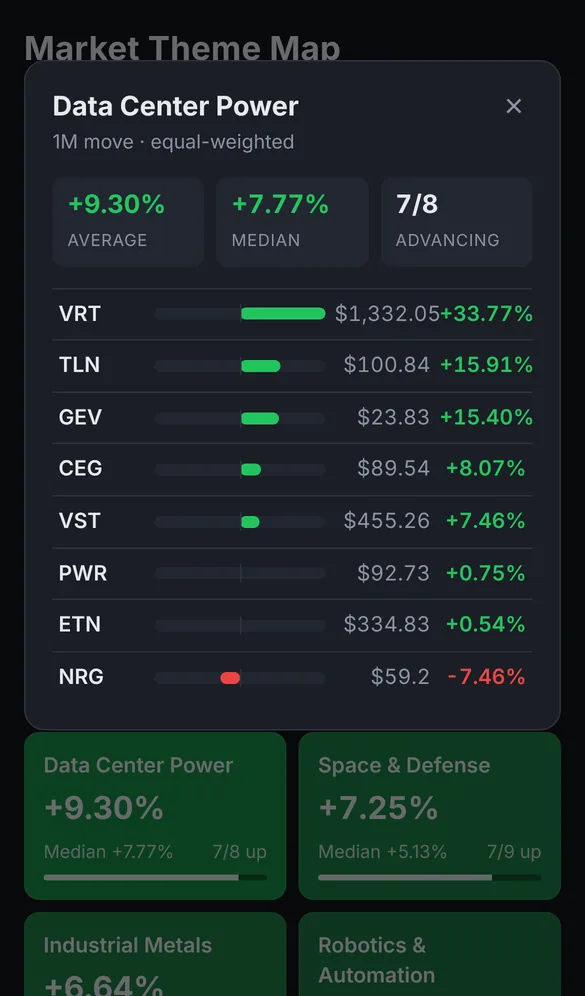 Market Theme Map
Data Center Power ×
1M move · equal-weighted
+9.30% +7.77% 7/8
AVERAGE MEDIAN ADVANCING
VRT $1,332.05 +33.77%
TLN $100.84 +15.91%
GEV $23.83 +15.40%
CEG $89.54 +8.07%
VST $455.26 +7.46%
PWR $92.73 +0.75%
ETN $334.83 +0.54%
NRG $59.2 -7.46%
Data Center Power Space & Defense
+9.30% +7.25%
Median +7.77% 7/8 up Median +5.13% 7/9 up
Industrial Metals Robotics &
Automation
+6.64%